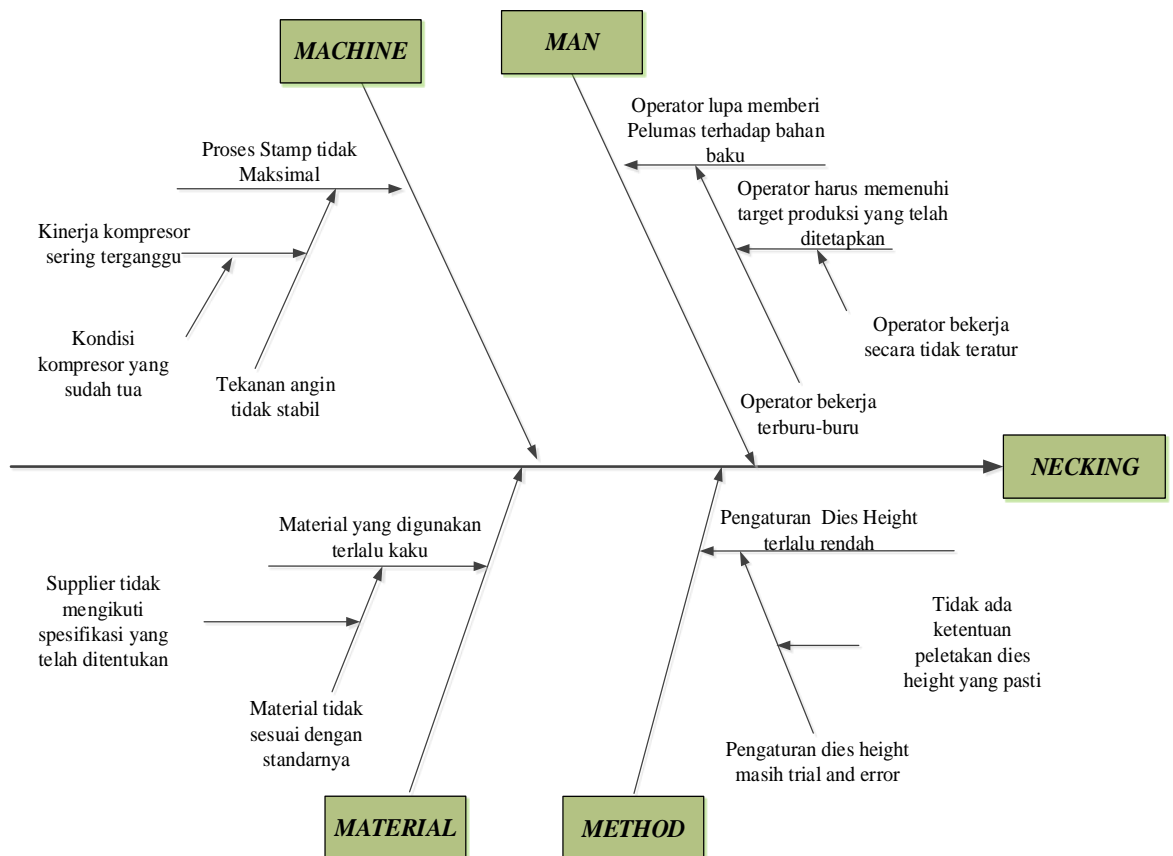 MACHINE
MAN
Proses Stamp tidak
Maksimal
Kinerja kompresor
sering terganggu
Kondisi
kompresor yang
sudah tua
Tekanan angin
tidak stabil
Operator lupa memberi
Pelumas terhadap bahan
baku
Operator harus memenuhi
target produksi yang telah
ditetapkan
Operator bekerja
secara tidak teratur
Operator bekerja
terburu-buru
NECKING
Material yang digunakan
terlalu kaku
Supplier tidak
mengikuti
spesifikasi yang
telah ditentukan
Material tidak
sesuai dengan
standarnya
Pengaturan Dies Height
terlalu rendah
Tidak ada
ketentuan
peletakan dies
height yang pasti
Pengaturan dies height
masih trial and error
MATERIAL
METHOD